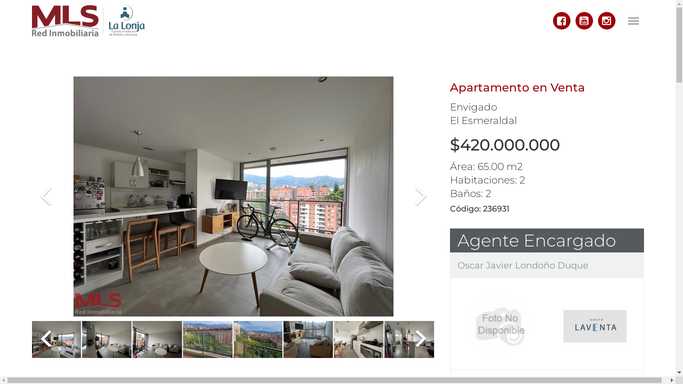 MLS
Red Inmobiliaria
La Lonja
Apartamento en Venta
Envigado
El Esmeraldal
$420.000.000
Área: 65.00 m2
Habitaciones: 2
Baños: 2
Código: 236931
MLS
Red Inmobiliaria
Agente Encargado
Oscar Javier Londoño Duque
Foto No
Disponible
LAVENTA